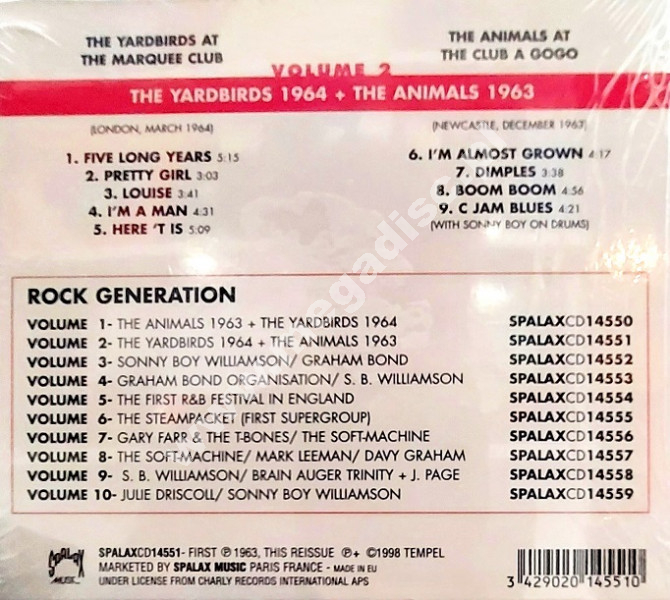 THE YARDBIRDS AT
THE MARQUEE CLUB
THE ANIMALS AT
THE CLUB A GOGO
VOLUME 2
THE YARDBIRDS 1964 + THE ANIMALS 1963
(LONDON, MARCH 1964)
1. FIVE LONG YEARS 5:15
2. PRETTY GIRL 3:03
3. LOUISE 3:41
4. I'M A MAN 4:31
5. HERE 'T IS 5:09
(NEWCASTLE, DECEMBER 1963)
6. I'M ALMOST GROWN 4:17
7. DIMPLES 3:38
8. BOOM BOOM 4:56
9. C JAM BLUES 4:21
(WITH SONNY BOY ON DRUMS)
ROCK GENERATION
VOLUME 1- THE ANIMALS 1963 + THE YARDBIRDS 1964 SPALAXCD14550
VOLUME 2- THE YARDBIRDS 1964 + THE ANIMALS 1963 SPALAXCD14551
VOLUME 3- SONNY BOY WILLIAMSON/ GRAHAM BOND SPALAXCD14552
VOLUME 4- GRAHAM BOND ORGANISATION/ S. B. WILLIAMSON SPALAXCD14553
VOLUME 5- THE FIRST R&B FESTIVAL IN ENGLAND SPALAXCD14554
VOLUME 6- THE STEAMPACKET (FIRST SUPERGROUP) SPALAXCD14555
VOLUME 7- GARY FARR & THE T-BONES/ THE SOFT-MACHINE SPALAXCD14556
VOLUME 8- THE SOFT-MACHINE/ MARK LEEMAN/ DAVY GRAHAM SPALAXCD14557
VOLUME 9- S. B. WILLIAMSON/ BRAIN AUGER TRINITY + J. PAGE SPALAXCD14558
VOLUME 10- JULIE DRISCOLL/ SONNY BOY WILLIAMSON SPALAXCD14559
SPALAX
MUSIC
SPALAXCD14551- FIRST ℗ 1963, THIS REISSUE ℗+ ©1998 TEMPEL
MARKETED BY SPALAX MUSIC PARIS FRANCE - MADE IN EU
UNDER LICENSE FROM CHARLY RECORDS INTERNATIONAL APS
3 429020 145510